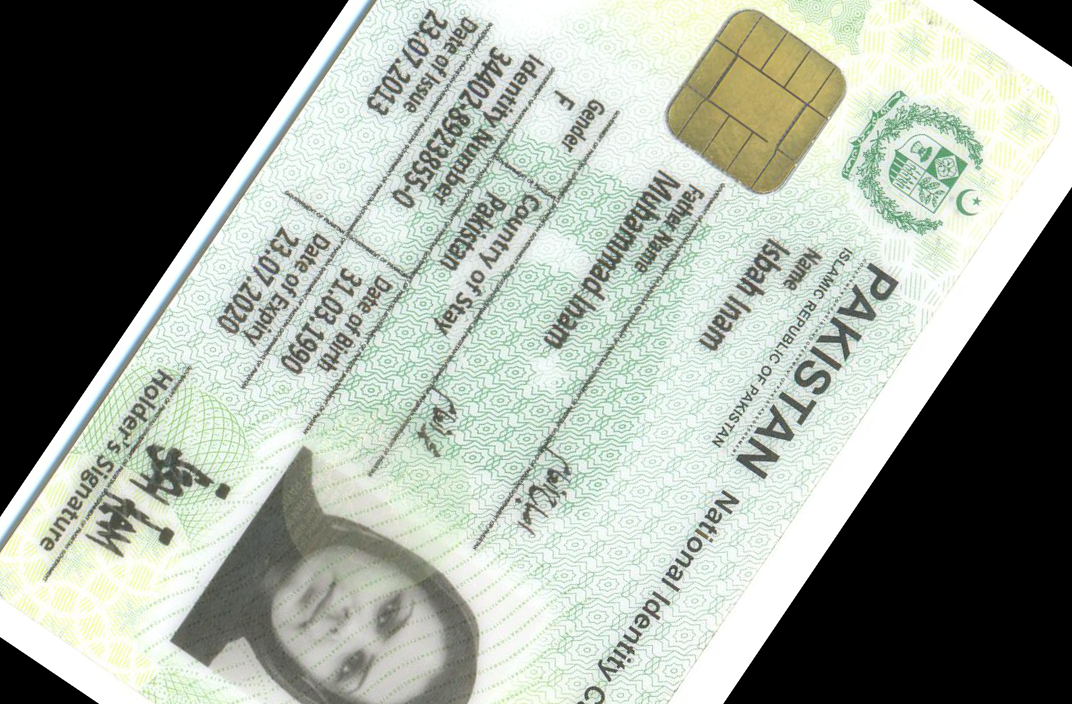 PAKISTAN National Identity C
ISLAMIC REPUBLIC OF PAKISTAN
Name
Isbah Inam
Father Name
Muhammad Inam
Gender
F
Country of Stay
Pakistan
Identity Number
34402-8923855-0
Date of Birth
31.03.1990
Date of Issue
23.07.2013
Date of Expiry
23.07.2020
Holder's Signature